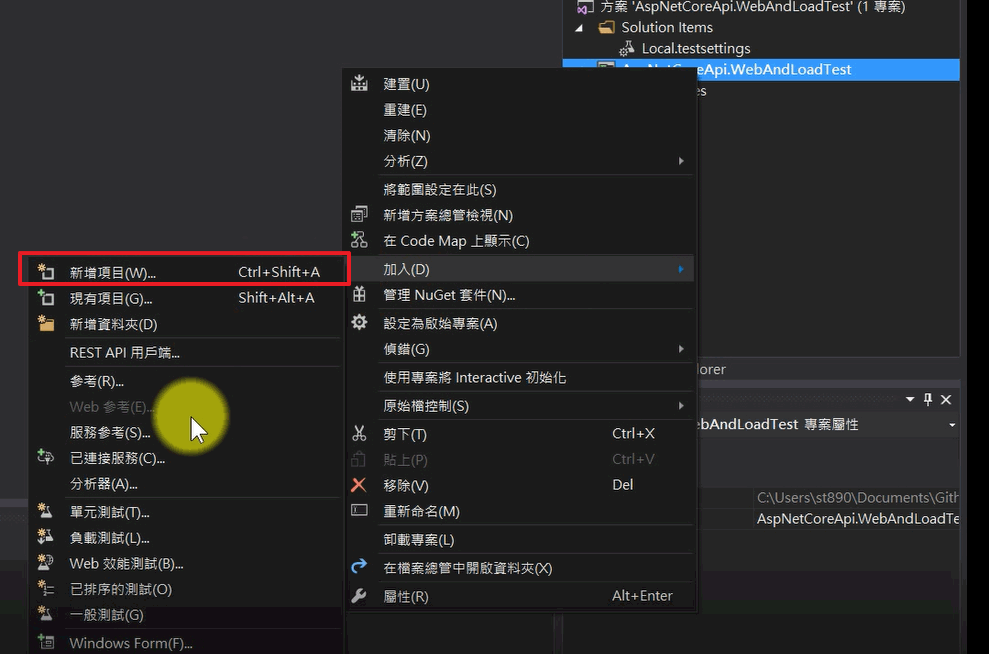 方案 'AspNetCoreApi.WebAndLoadTest' (1 專案)
Solution Items
Local.testsettings
AspNetCoreApi.WebAndLoadTest
es
建置(U)
重建(E)
清除(N)
分析(Z)
將範圍設定在此(S)
新增方案總管檢視(N)
在 Code Map 上顯示(C)
加入(D)
管理 NuGet 套件(N)...
設定為啟始專案(A)
偵錯(G)
使用專案將 Interactive 初始化
原始檔控制(S)
剪下(T) Ctrl+X
貼上(P) Ctrl+V
移除(V) Del
重新命名(M)
卸載專案(L)
在檔案總管中開啟資料夾(X)
屬性(R) Alt+Enter
新增項目(W)... Ctrl+Shift+A
現有項目(G)... Shift+Alt+A
新增資料夾(D)
REST API 用戶端...
參考(R)...
Web 參考(E)...
服務參考(S)...
已連接服務(C)...
分析器(A)...
單元測試(T)...
負載測試(L)...
Web 效能測試(B)...
已排序的測試(O)
一般測試(G)
Windows Form(F)...
lorer
ebAndLoadTest 專案屬性
C:\Users\st890\Documents\Gith
AspNetCoreApi.WebAndLoadTe